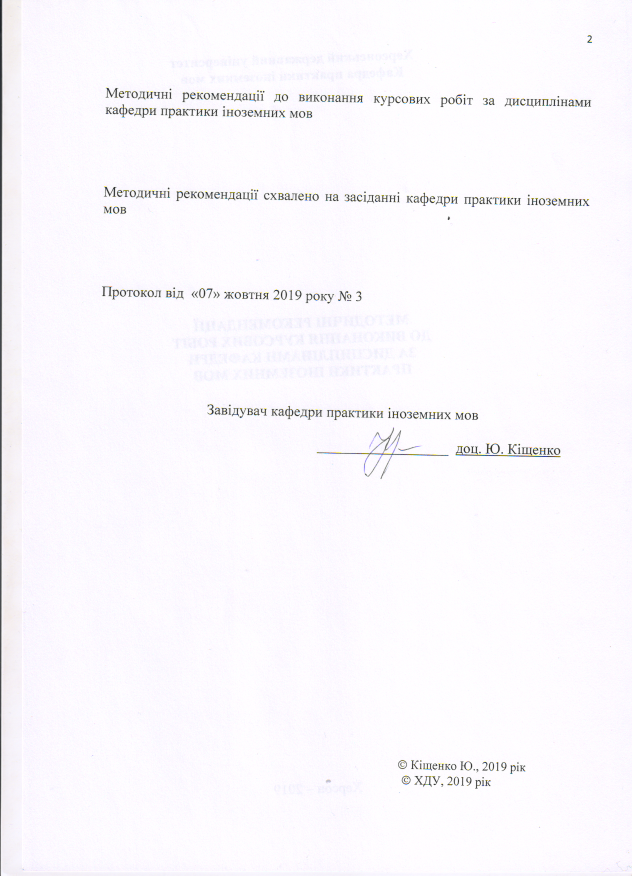 2
Методичні рекомендації до виконання курсових робіт за дисциплінами
кафедри практики іноземних мов
Методичні рекомендації схвалено на засіданні кафедри практики іноземних
мов
Протокол від «07» жовтня 2019 року № 3
Завідувач кафедри практики іноземних мов
доц. Ю. Кіщенко
© Кіщенко Ю., 2019 рік
© ХДУ, 2019 рік